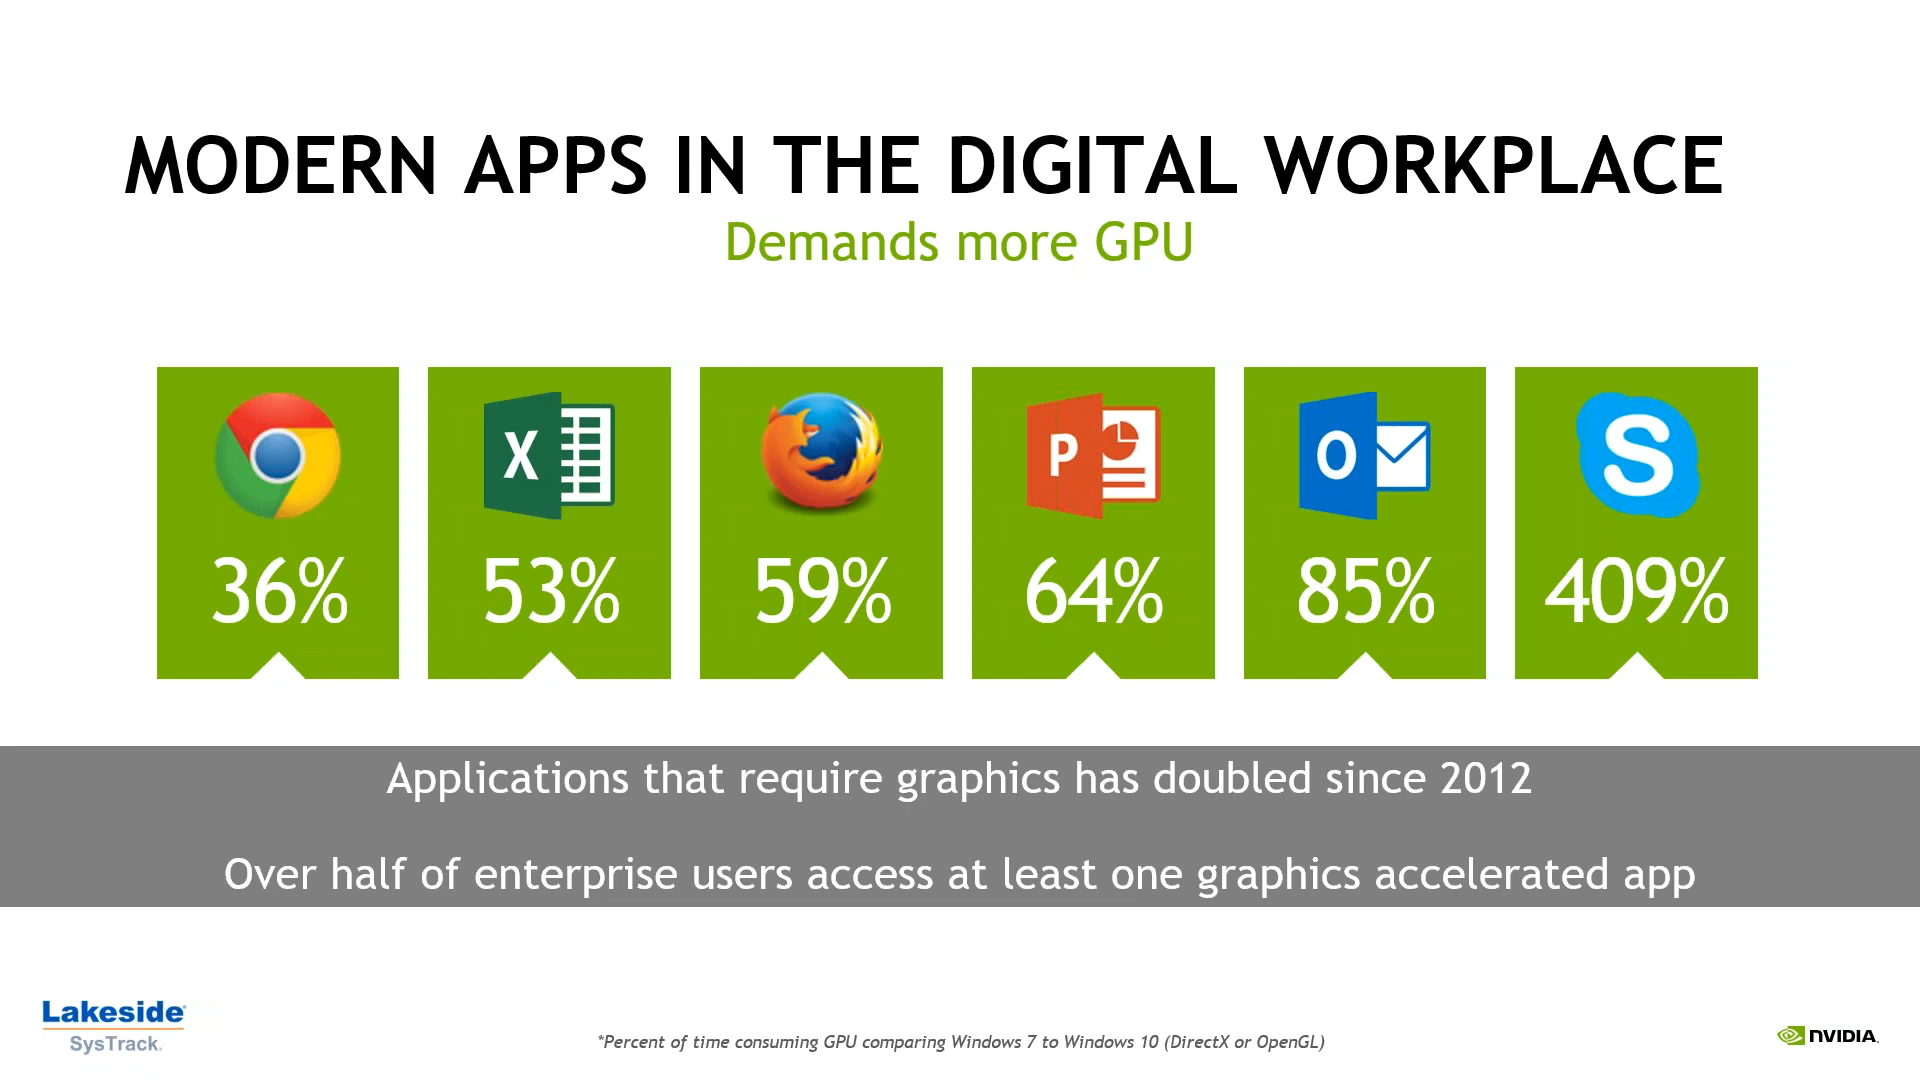 MODERN APPS IN THE DIGITAL WORKPLACE
Demands more GPU
X
P
O
S
36%
53%
59%
64%
85%
409%
Applications that require graphics has doubled since 2012
Over half of enterprise users access at least one graphics accelerated app
Lakeside®
SysTrack.
*Percent of time consuming GPU comparing Windows 7 to Windows 10 (DirectX or OpenGL)
NVIDIA.